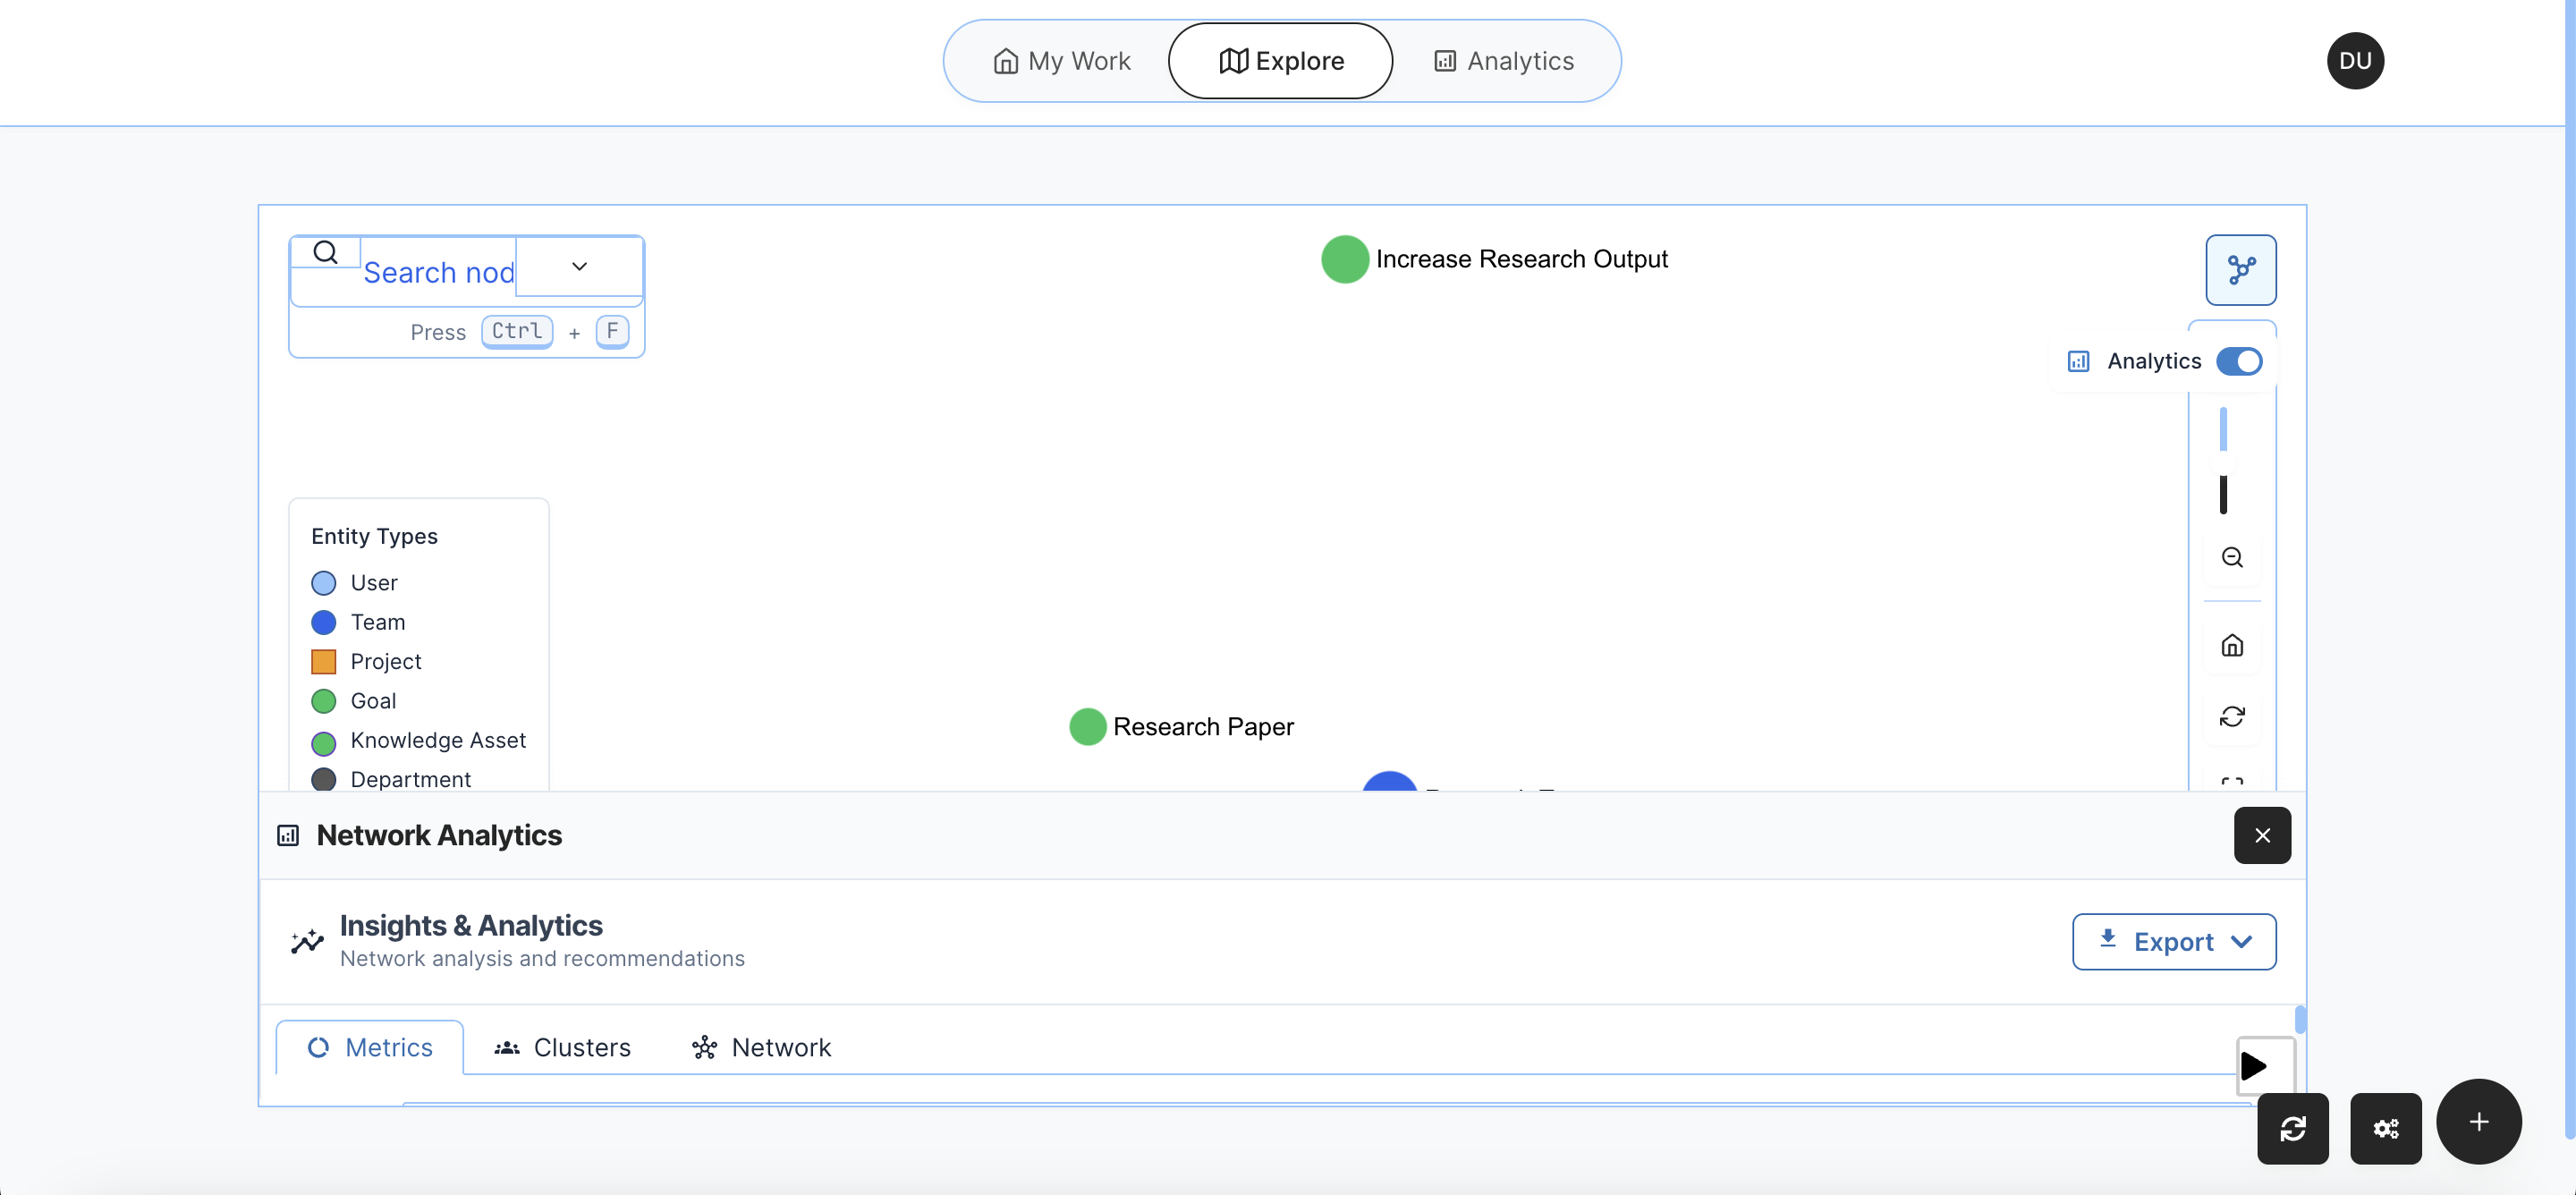 My Work
Explore
Analytics
DU
Search nod
Press Ctrl + F
Increase Research Output
Analytics
Entity Types
User
Team
Project
Goal
Knowledge Asset
Department
Research Paper
Network Analytics
Insights & Analytics
Network analysis and recommendations
Export
Metrics
Clusters
Network